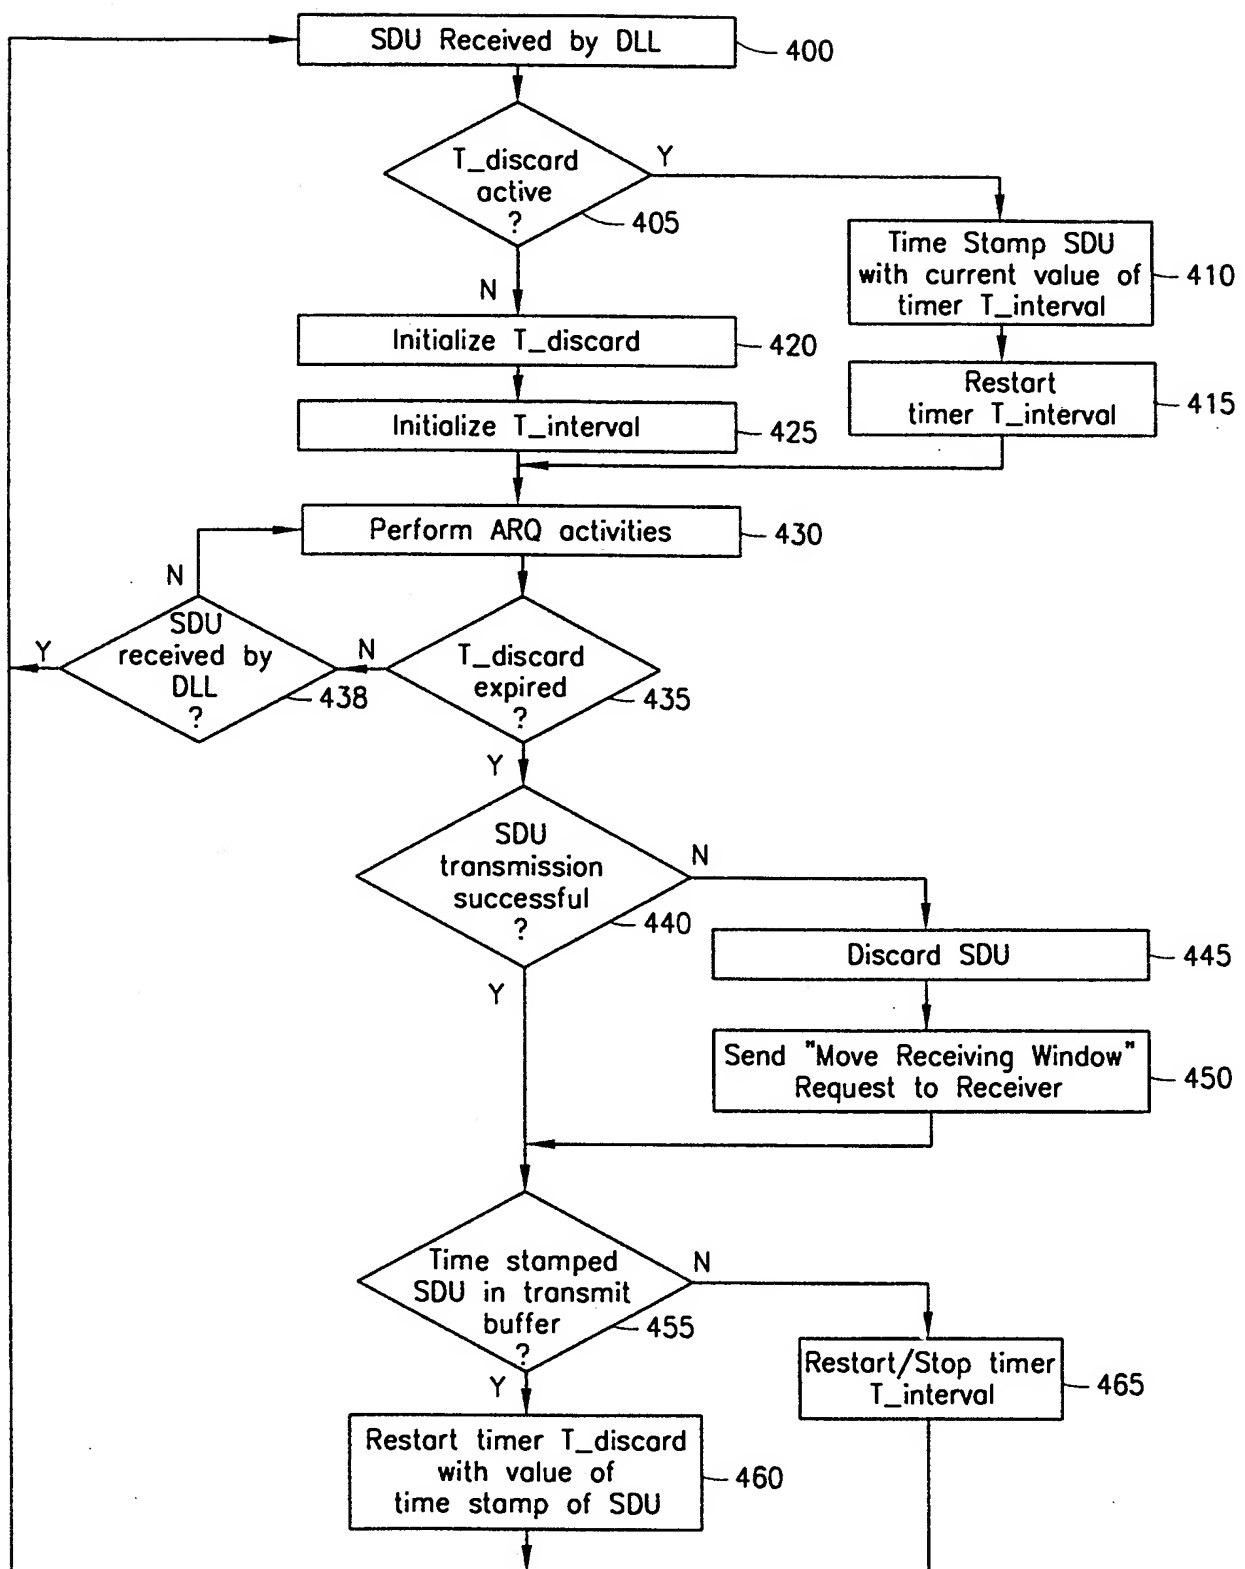 SDU Received by DLL
400
T_discard
active
?
405
Y
N
Time Stamp SDU
with current value of
timer T_interval
410
Initialize T_discard
420
Restart
timer T_interval
415
Initialize T_interval
425
Perform ARQ activities
430
N
SDU
received by
DLL
?
438
Y
N
T_discard
expired
?
435
Y
SDU
transmission
successful
?
440
N
Y
Discard SDU
445
Send "Move Receiving Window"
Request to Receiver
450
Time stamped
SDU in transmit
buffer
?
455
N
Y
Restart/Stop timer
T_interval
465
Restart timer T_discard
with value of
time stamp of SDU
460